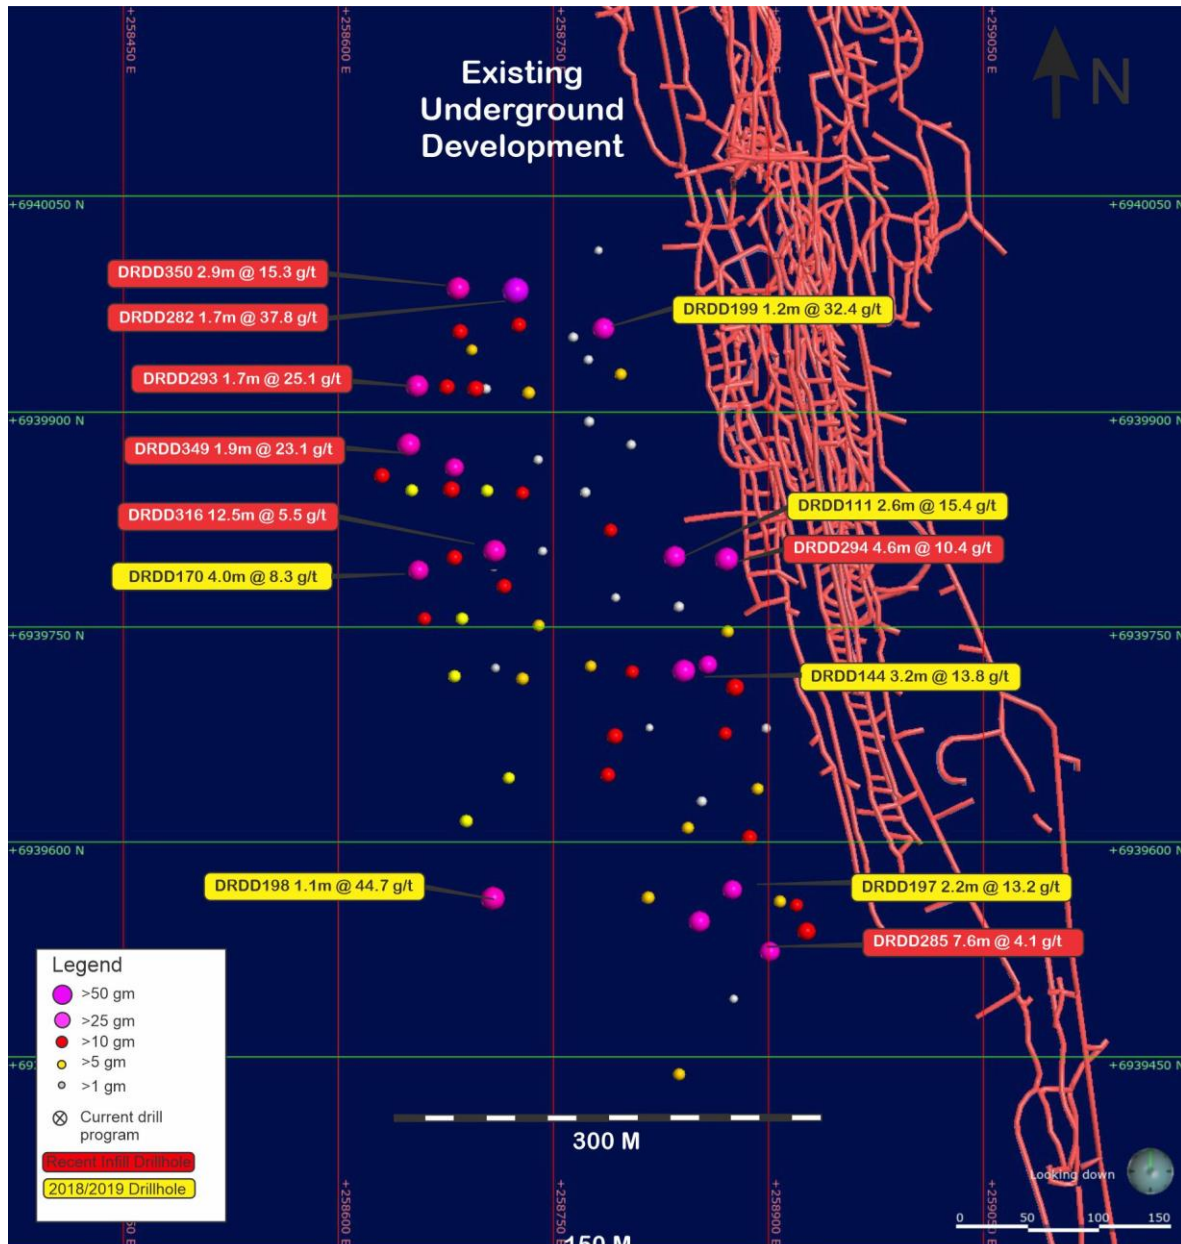 258450 E
258600 E
258750 E
259050 E
Existing
Underground
Development
N
+6940050 N
+6940050 N
DRDD350 2.9m @ 15.3 g/t
DRDD282 1.7m @ 37.8 g/t
DRDD199 1.2m @ 32.4 g/t
DRDD293 1.7m @ 25.1 g/t
+6939900 N
+6939900 N
DRDD349 1.9m @ 23.1 g/t
DRDD316 12.5m @ 5.5 g/t
DRDD111 2.6m @ 15.4 g/t
DRDD294 4.6m @ 10.4 g/t
DRDD170 4.0m @ 8.3 g/t
+6939750 N
+6939750 N
DRDD144 3.2m @ 13.8 g/t
+6939600 N
+6939600 N
DRDD198 1.1m @ 44.7 g/t
DRDD197 2.2m @ 13.2 g/t
DRDD285 7.6m @ 4.1 g/t
Legend
>50 gm
>25 gm
>10 gm
>5 gm
>1 gm
Current drill
program
Recent Infill Drillhole
2018/2019 Drillhole
+6939450 N
300 M
Looking down
0 50 100 150
+258600 E
+258750 E
+258900 E
+259050 E
150 M